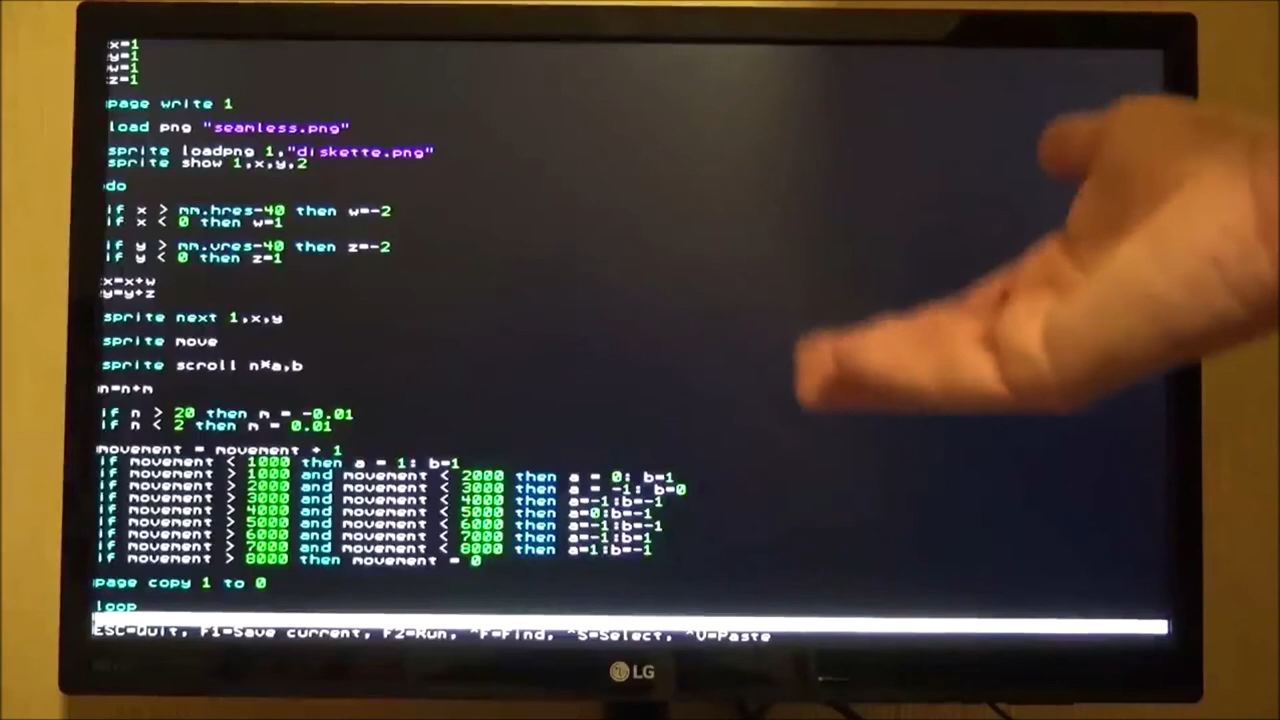 x=1
y=1
w=1
z=1
page write 1
load png "seamless.png"
sprite loadpng 1,"diskette.png"
sprite show 1,x,y,2
do
if x > mm.hres-40 then w=-2
if x < 0 then w=1
if y > mm.vres-40 then z=-2
if y < 0 then z=1
x=x+w
y=y+z
sprite next 1,x,y
sprite move
sprite scroll n*a,b
n=n+m
if n > 20 then m = -0.01
if n < 2 then m = 0.01
movement = movement + 1
if movement < 1000 then a = 1: b=1
if movement > 1000 and movement < 2000 then a = 0: b=1
if movement > 2000 and movement < 3000 then a = -1: b=0
if movement > 3000 and movement < 4000 then a=-1:b=-1
if movement > 4000 and movement < 5000 then a=0:b=-1
if movement > 5000 and movement < 6000 then a=-1:b=-1
if movement > 6000 and movement < 7000 then a=-1:b=1
if movement > 7000 and movement < 8000 then a=1:b=-1
if movement > 8000 then movement = 0
page copy 1 to 0
loop
ESC=Quit, F1=Save current, F2=Run, ^F=Find, ^S=Select, ^V=Paste
LG